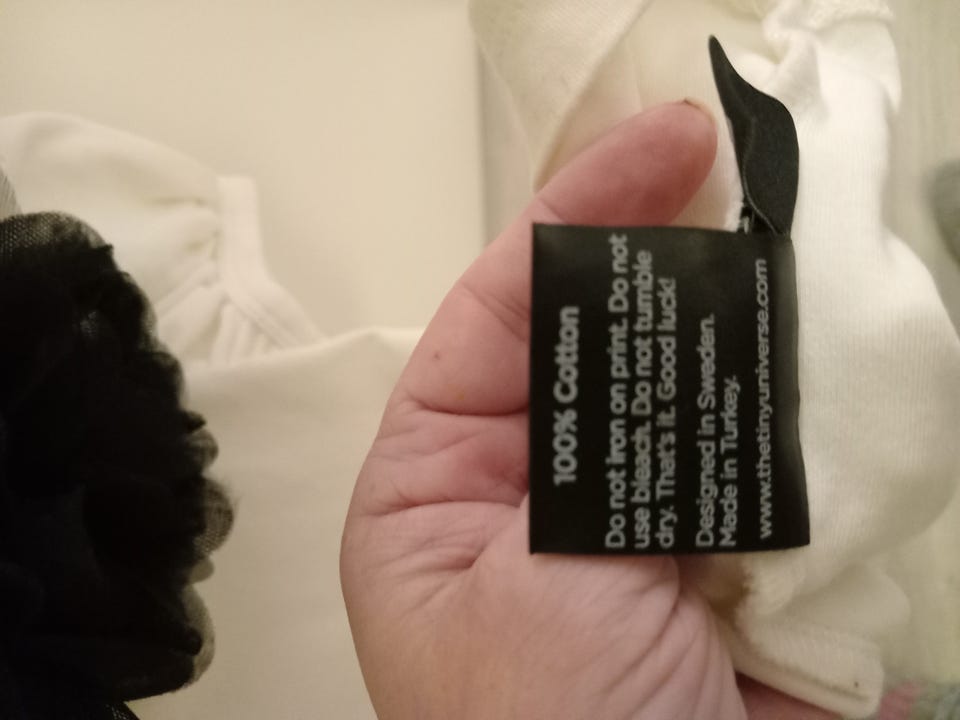 100% Cotton
Do not iron on print. Do not
use bleach. Do not tumble
dry. That's it. Good luck!
Designed in Sweden.
Made in Turkey.
www.thetinyuniverse.com